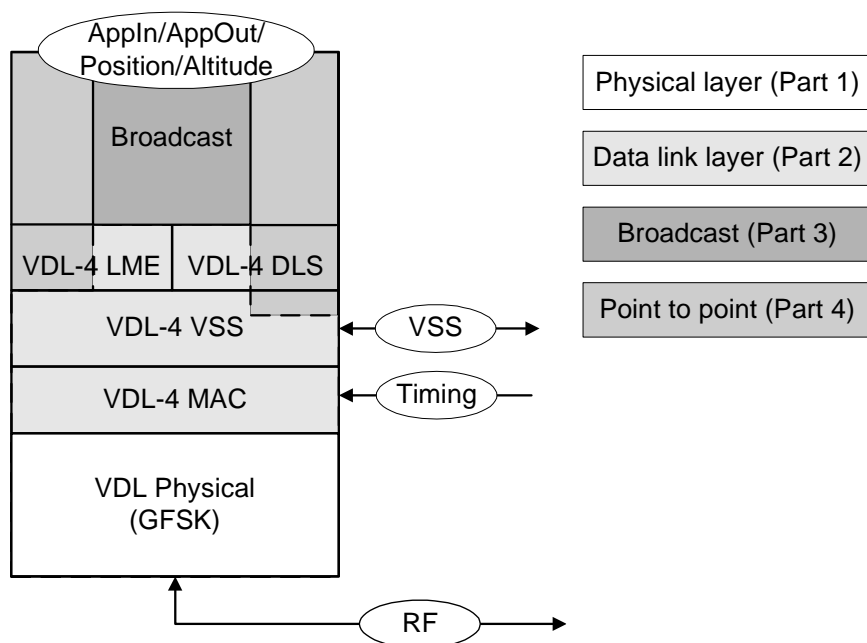 AppIn/AppOut/
Position/Altitude
Broadcast
VDL-4 LME
VDL-4 DLS
VDL-4 VSS
VSS
VDL-4 MAC
Timing
VDL Physical
(GFSK)
RF
Physical layer (Part 1)
Data link layer (Part 2)
Broadcast (Part 3)
Point to point (Part 4)